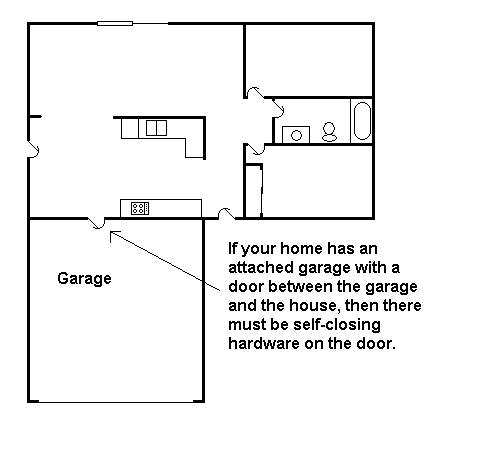 Garage
If your home has an
attached garage with a
door between the garage
and the house, then there
must be self-closing
hardware on the door.